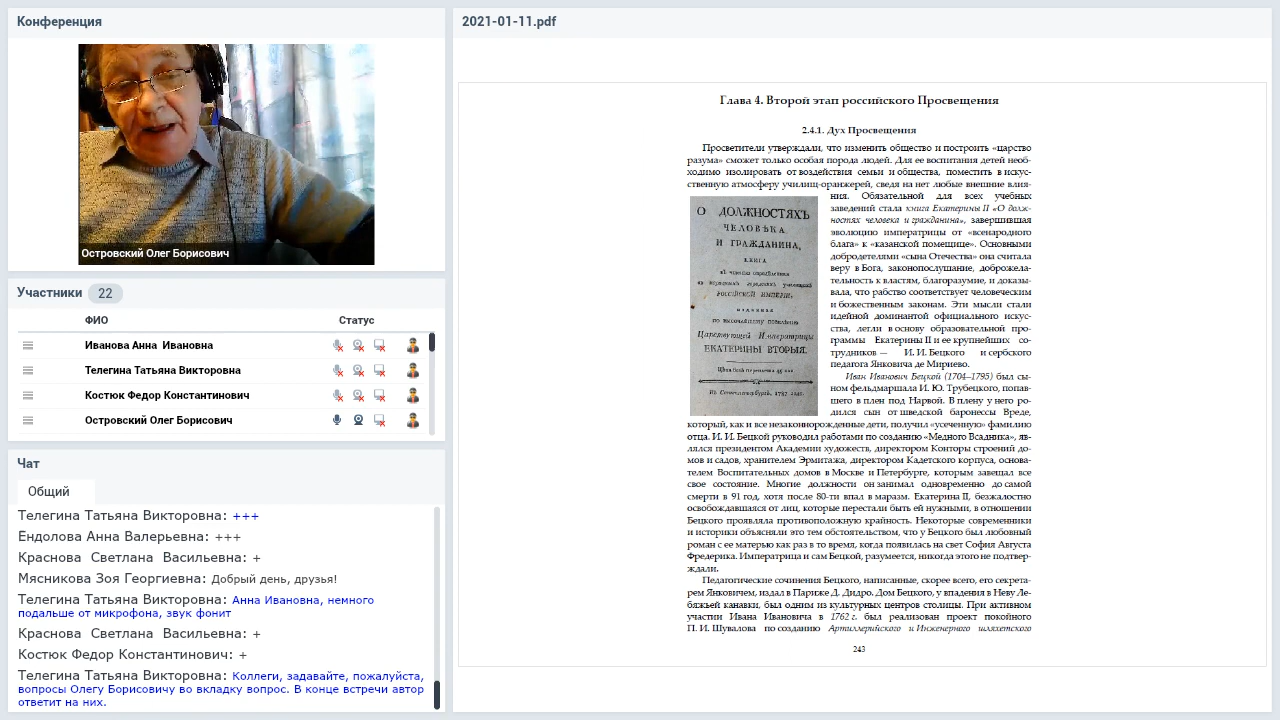 Конференция
Островский Олег Борисович
Участники 22
ФИО Статус
Иванова Анна Ивановна
Телегина Татьяна Викторовна
Костюк Федор Константинович
Островский Олег Борисович
Чат
Общий
Телегина Татьяна Викторовна: +++
Ендолова Анна Валерьевна: +++
Краснова Светлана Васильевна: +
Мясникова Зоя Георгиевна: Добрый день, друзья!
Телегина Татьяна Викторовна: Анна Ивановна, немного
подальше от микрофона, звук фонит
Краснова Светлана Васильевна: +
Костюк Федор Константинович: +
Телегина Татьяна Викторовна: Коллеги, задавайте, пожалуйста,
вопросы Олегу Борисовичу во вкладку вопрос. В конце встречи автор
ответит на них.
2021-01-11.pdf
Глава 4. Второй этап российского Просвещения
2.4.1. Дух Просвещения
Просветители утверждали, что изменить общество и построить «царство
разума» сможет только особая порода людей. Для ее воспитания детей необ-
ходимо изолировать от воздействия семьи и общества, поместить в искус-
ственную атмосферу училищ-оранжерей, сведя на нет любые внешние влия-
ния. Обязательной для всех учебных
заведений стала книга Екатерины II «О долж-
ностях человека и гражданина», завершившая
эволюцию императрицы от «всенародного
блага» к «казанской помещице». Основными
добродетелями «сына Отечества» она считала
веру в Бога, законопослушание, доброжела-
тельность к властям, благоразумие, и доказы-
вала, что рабство соответствует человеческим
и божественным законам. Эти мысли стали
идейной доминантой официального искус-
ства, легли в основу образовательной про-
граммы Екатерины II и ее крупнейших со-
трудников — И. И. Бецкого и сербского
педагога Янковича де Мириево.
Иван Иванович Бецкой (1704–1795) был сы-
ном фельдмаршала И. Ю. Трубецкого, попав-
шего в плен под Нарвой. В плену у него ро-
дился сын от шведской баронессы Вреде,
который, как и все незаконнорожденные дети, получил «усеченную» фамилию
отца. И. И. Бецкой руководил работами по созданию «Медного Всадника», яв-
лялся президентом Академии художеств, директором Конторы строений до-
мов и садов, хранителем Эрмитажа, директором Кадетского корпуса, основа-
телем Воспитательных домов в Москве и Петербурге, которым завещал все
свое состояние. Многие должности он занимал одновременно до самой
смерти в 91 год, хотя после 80-ти впал в маразм. Екатерина II, безжалостно
освобождавшаяся от лиц, которые перестали быть ей нужными, в отношении
Бецкого проявляла противоположную крайность. Некоторые современники
и историки объясняли это тем обстоятельством, что у Бецкого был любовный
роман с ее матерью как раз в то время, когда появилась на свет София Августа
Фредерика. Императрица и сам Бецкой, разумеется, никогда этого не подтвер-
ждали.
Педагогические сочинения Бецкого, написанные, скорее всего, его секрета-
рем Янковичем, издал в Париже Д. Дидро. Дом Бецкого, у впадения в Неву Ле-
бяжьей канавки, был одним из культурных центров столицы. При активном
участии Ивана Ивановича в 1762 г. был реализован проект покойного
П. И. Шувалова по созданию Артиллерийского и Инженерного шляхетского
243
О ДОЛЖНОСТЯХЪ
ЧЕЛОВѢКА
И ГРАЖДАНИНА,
КНИГА
РОССІЙСКОЙ ИМПЕРІИ,
Царствующей Императрицы
ЕКАТЕРИНЫ ВТОРЫЯ.